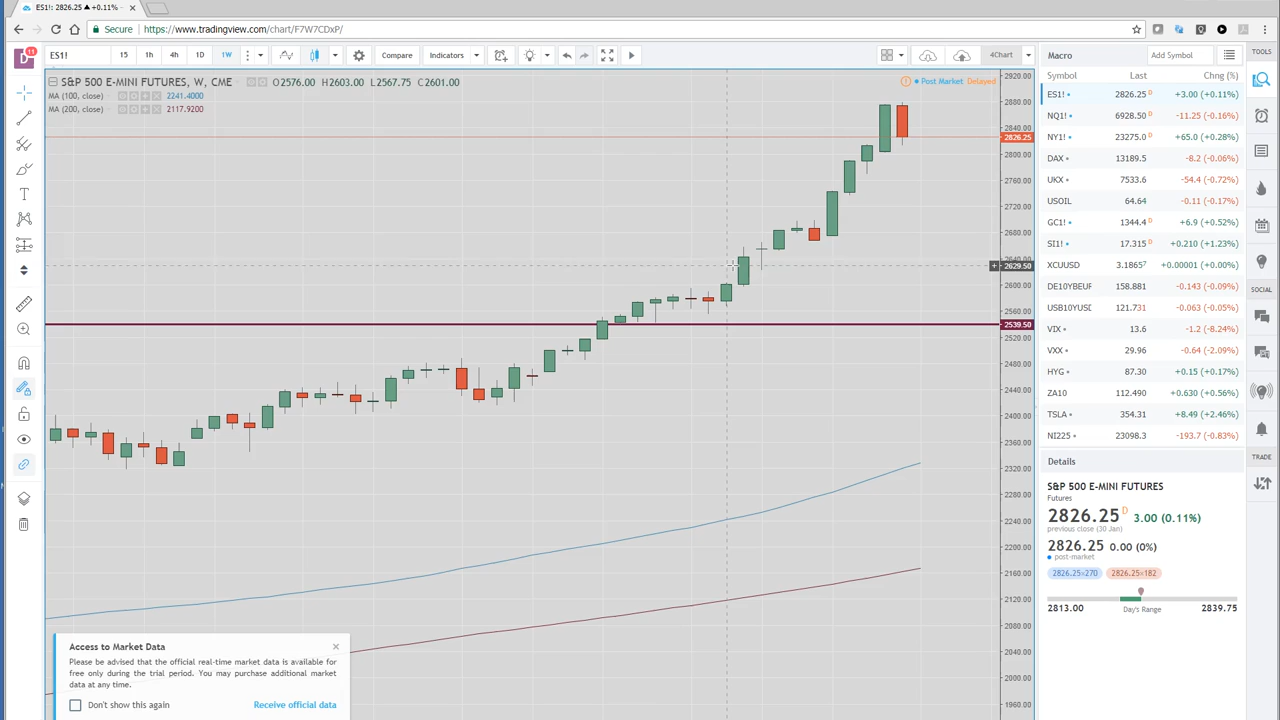 ES1!: 2826.25 ▲ +0.11% ×
Secure https://www.tradingview.com/chart/F7W7CDxP/
11
D
ES1! 15 1h 4h 1D 1W Compare Indicators 4Chart
S&P 500 E-MINI FUTURES, W, CME O2576.00 H2603.00 L2567.75 C2601.00
MA (100, close) 2241.4000
MA (200, close) 2117.9200
Post Market Delayed
2920.00
2880.00
2840.00
2826.25
2800.00
2760.00
2720.00
2680.00
2640.00
2629.50
2600.00
2560.00
2539.50
2520.00
2480.00
2440.00
2400.00
2360.00
2320.00
2280.00
2240.00
2200.00
2160.00
2120.00
2080.00
2040.00
2000.00
1960.00
Macro Add Symbol
Symbol Last Chng (%)
ES1! 2826.25 D +3.00 (+0.11%)
NQ1! 6928.50 D -11.25 (-0.16%)
NY1! 23275.0 D +65.0 (+0.28%)
DAX 13189.5 -8.2 (-0.06%)
UKX 7533.6 -54.4 (-0.72%)
USOIL 64.64 -0.11 (-0.17%)
GC1! 1344.4 D +6.9 (+0.52%)
SI1! 17.315 D +0.210 (+1.23%)
XCUUSD 3.1865⁷ +0.00001 (+0.00%)
DE10YBEUF 158.881 -0.143 (-0.09%)
USB10YUSD 121.731 -0.063 (-0.05%)
VIX 13.6 -1.2 (-8.24%)
VXX 29.96 -0.64 (-2.09%)
HYG 87.30 +0.15 (+0.17%)
ZA10 112.490 +0.630 (+0.56%)
TSLA 354.31 +8.49 (+2.46%)
NI225 23098.3 -193.7 (-0.83%)
Details
S&P 500 E-MINI FUTURES
Futures
2826.25 D 3.00 (0.11%)
previous close (30 Jan)
2826.25 0.00 (0%)
post-market
2826.25×270 2826.25×182
2813.00 Day's Range 2839.75
TOOLS
SOCIAL
TRADE
Access to Market Data ×
Please be advised that the official real-time market data is available for
free only during the trial period. You may purchase additional market
data at any time.
Don't show this again Receive official data